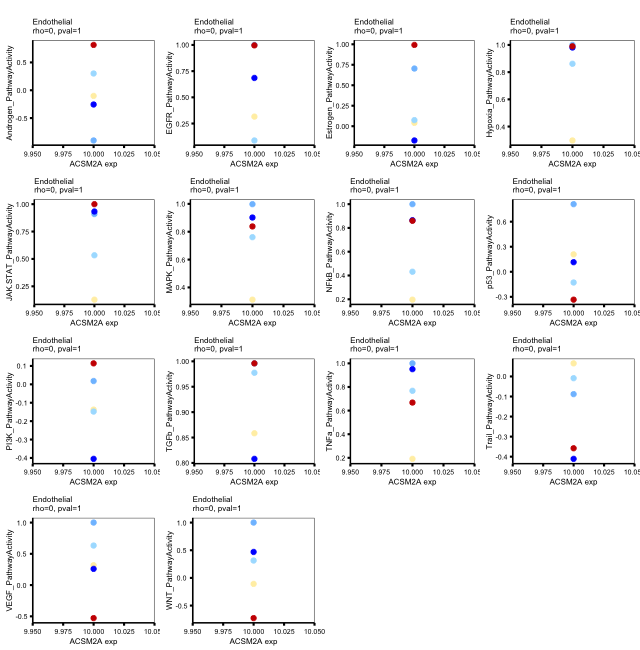 Endothelial
rho=0, pval=1
Androgen_PathwayActivity
0.5
0.0
-0.5
9.950 9.975 10.000 10.025 10.05
ACSM2A exp
Endothelial
rho=0, pval=1
EGFR_PathwayActivity
1.00
0.75
0.50
0.25
9.950 9.975 10.000 10.025 10.05
ACSM2A exp
Endothelial
rho=0, pval=1
Estrogen_PathwayActivity
1.00
0.75
0.50
0.25
0.00
9.950 9.975 10.000 10.025 10.05
ACSM2A exp
Endothelial
rho=0, pval=1
Hypoxia_PathwayActivity
1.0
0.8
0.6
0.4
9.950 9.975 10.000 10.025 10.05
ACSM2A exp
Endothelial
rho=0, pval=1
JAK.STAT_PathwayActivity
1.00
0.75
0.50
0.25
9.950 9.975 10.000 10.025 10.05
ACSM2A exp
Endothelial
rho=0, pval=1
MAPK_PathwayActivity
1.0
0.8
0.6
0.4
9.950 9.975 10.000 10.025 10.05
ACSM2A exp
Endothelial
rho=0, pval=1
NFkB_PathwayActivity
1.0
0.8
0.6
0.4
0.2
9.950 9.975 10.000 10.025 10.05
ACSM2A exp
Endothelial
rho=0, pval=1
p53_PathwayActivity
0.6
0.3
0.0
-0.3
9.950 9.975 10.000 10.025 10.05
ACSM2A exp
Endothelial
rho=0, pval=1
PI3K_PathwayActivity
0.1
0.0
-0.1
-0.2
-0.3
-0.4
9.950 9.975 10.000 10.025 10.05
ACSM2A exp
Endothelial
rho=0, pval=1
TGFb_PathwayActivity
1.00
0.95
0.90
0.85
0.80
9.950 9.975 10.000 10.025 10.05
ACSM2A exp
Endothelial
rho=0, pval=1
TNFa_PathwayActivity
1.0
0.8
0.6
0.4
0.2
9.950 9.975 10.000 10.025 10.05
ACSM2A exp
Endothelial
rho=0, pval=1
Trail_PathwayActivity
0.0
-0.1
-0.2
-0.3
-0.4
9.950 9.975 10.000 10.025 10.05
ACSM2A exp
Endothelial
rho=0, pval=1
VEGF_PathwayActivity
1.0
0.5
0.0
-0.5
9.950 9.975 10.000 10.025 10.05
ACSM2A exp
Endothelial
rho=0, pval=1
WNT_PathwayActivity
1.0
0.5
0.0
-0.5
9.950 9.975 10.000 10.025 10.050
ACSM2A exp